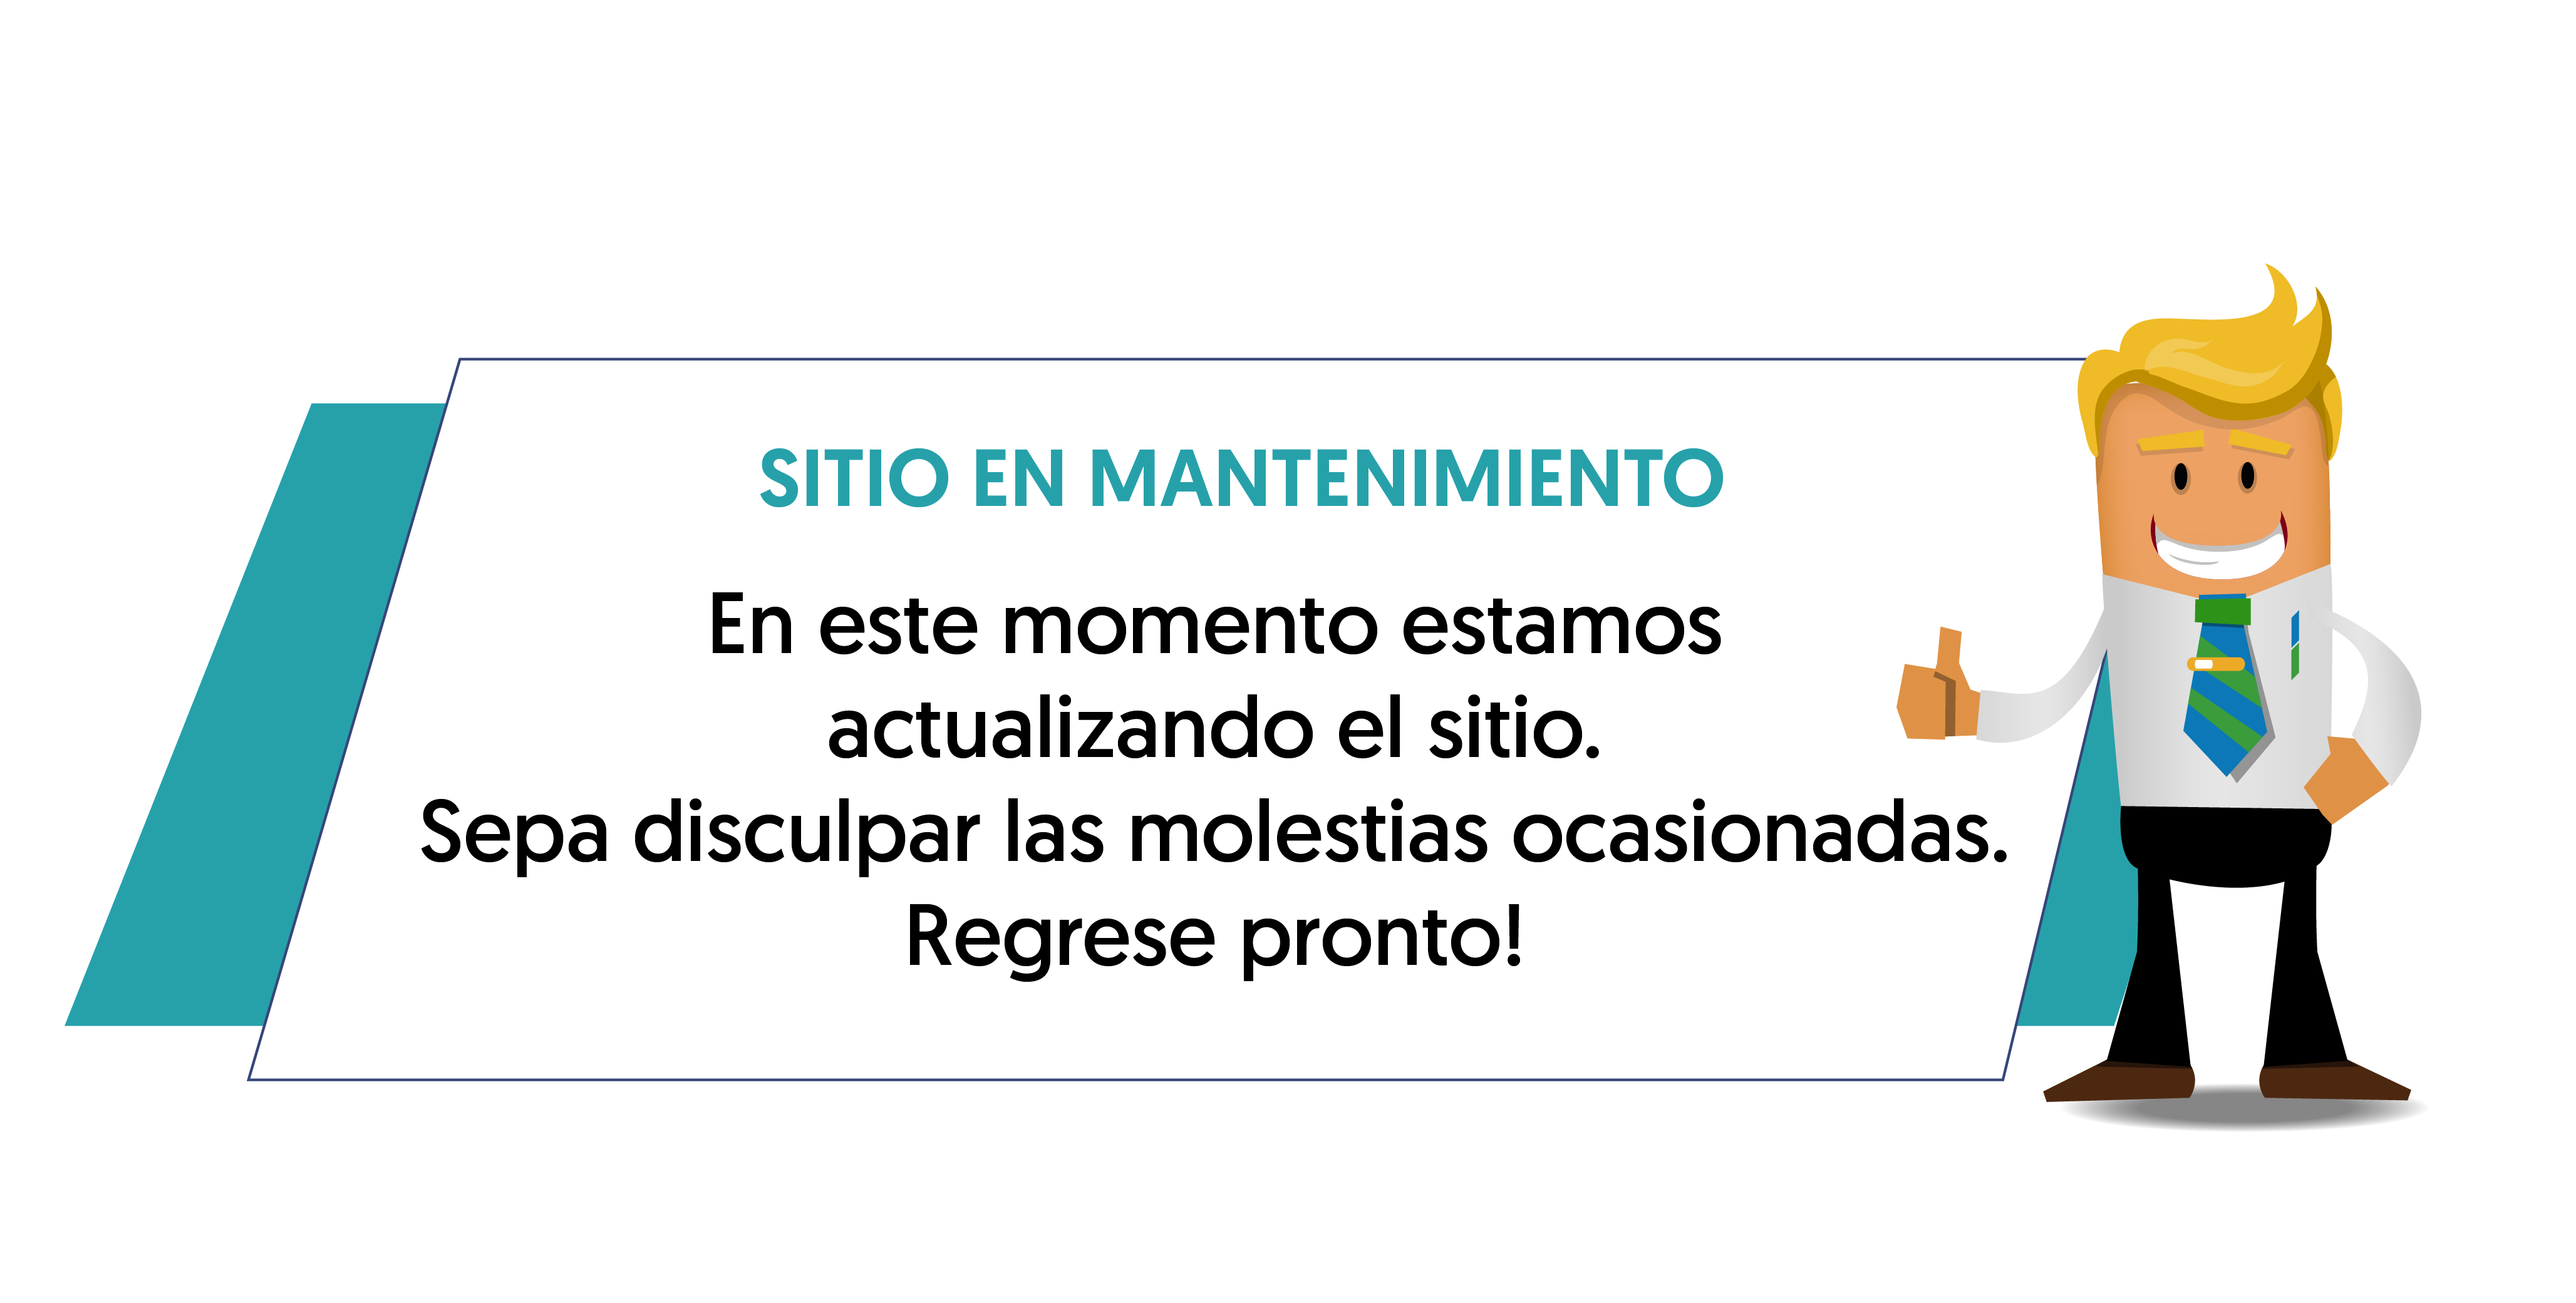 SITIO EN MANTENIMIENTO
En este momento estamos
actualizando el sitio.
Sepa disculpar las molestias ocasionadas.
Regrese pronto!